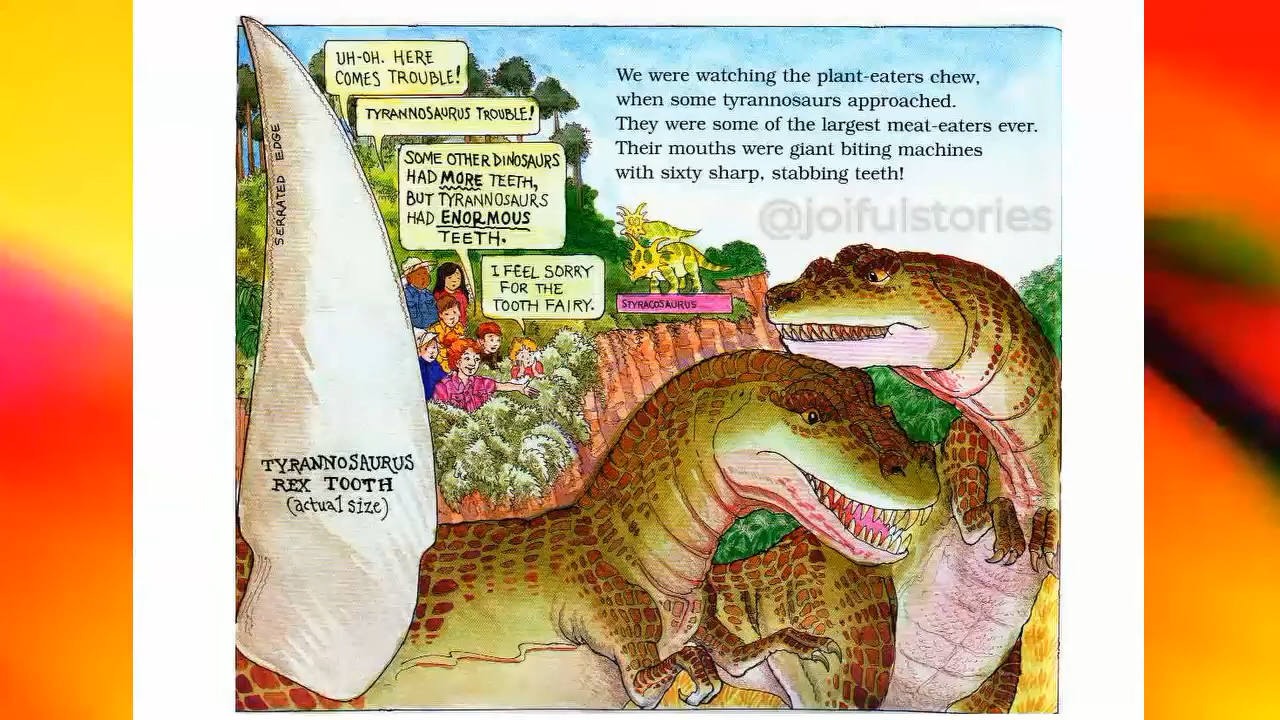 UH-OH. HERE
COMES TROUBLE!
TYRANNOSAURUS TROUBLE!
SOME OTHER DINOSAURS
HAD MORE TEETH,
BUT TYRANNOSAURS
HAD ENORMOUS
TEETH.
I FEEL SORRY
FOR THE
TOOTH FAIRY.
We were watching the plant-eaters chew,
when some tyrannosaurs approached.
They were some of the largest meat-eaters ever.
Their mouths were giant biting machines
with sixty sharp, stabbing teeth!
@joifulstories
STYRACOSAURUS
SERRATED EDGE
TYRANNOSAURUS
REX TOOTH
(actual size)